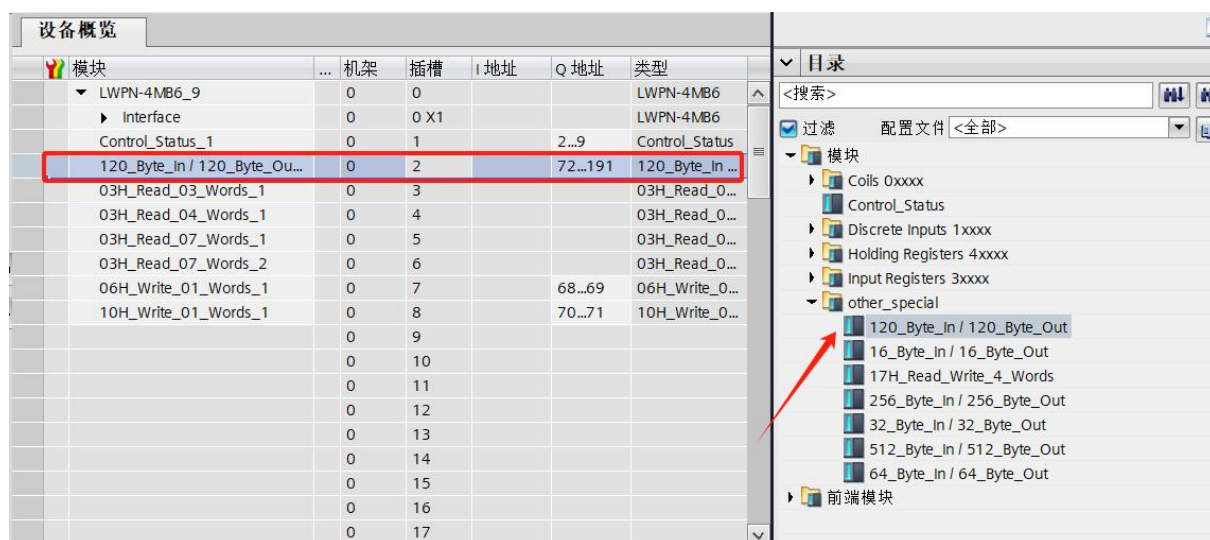 设备概览
模块 ... 机架 插槽 I 地址 Q 地址 类型
LWPN-4MB6_9 0 0 LWPN-4MB6
Interface 0 0 X1 LWPN-4MB6
Control_Status_1 0 1 2...9 Control_Status
120_Byte_In / 120_Byte_Ou... 0 2 72...191 120_Byte_In ...
03H_Read_03_Words_1 0 3 03H_Read_0...
03H_Read_04_Words_1 0 4 03H_Read_0...
03H_Read_07_Words_1 0 5 03H_Read_0...
03H_Read_07_Words_2 0 6 03H_Read_0...
06H_Write_01_Words_1 0 7 68...69 06H_Write_0...
10H_Write_01_Words_1 0 8 70...71 10H_Write_0...
0 9
0 10
0 11
0 12
0 13
0 14
0 15
0 16
0 17
目录
<搜索>
过滤 配置文件 <全部>
模块
Coils 0xxxx
Control_Status
Discrete Inputs 1xxxx
Holding Registers 4xxxx
Input Registers 3xxxx
other_special
120_Byte_In / 120_Byte_Out
16_Byte_In / 16_Byte_Out
17H_Read_Write_4_Words
256_Byte_In / 256_Byte_Out
32_Byte_In / 32_Byte_Out
512_Byte_In / 512_Byte_Out
64_Byte_In / 64_Byte_Out
前端模块